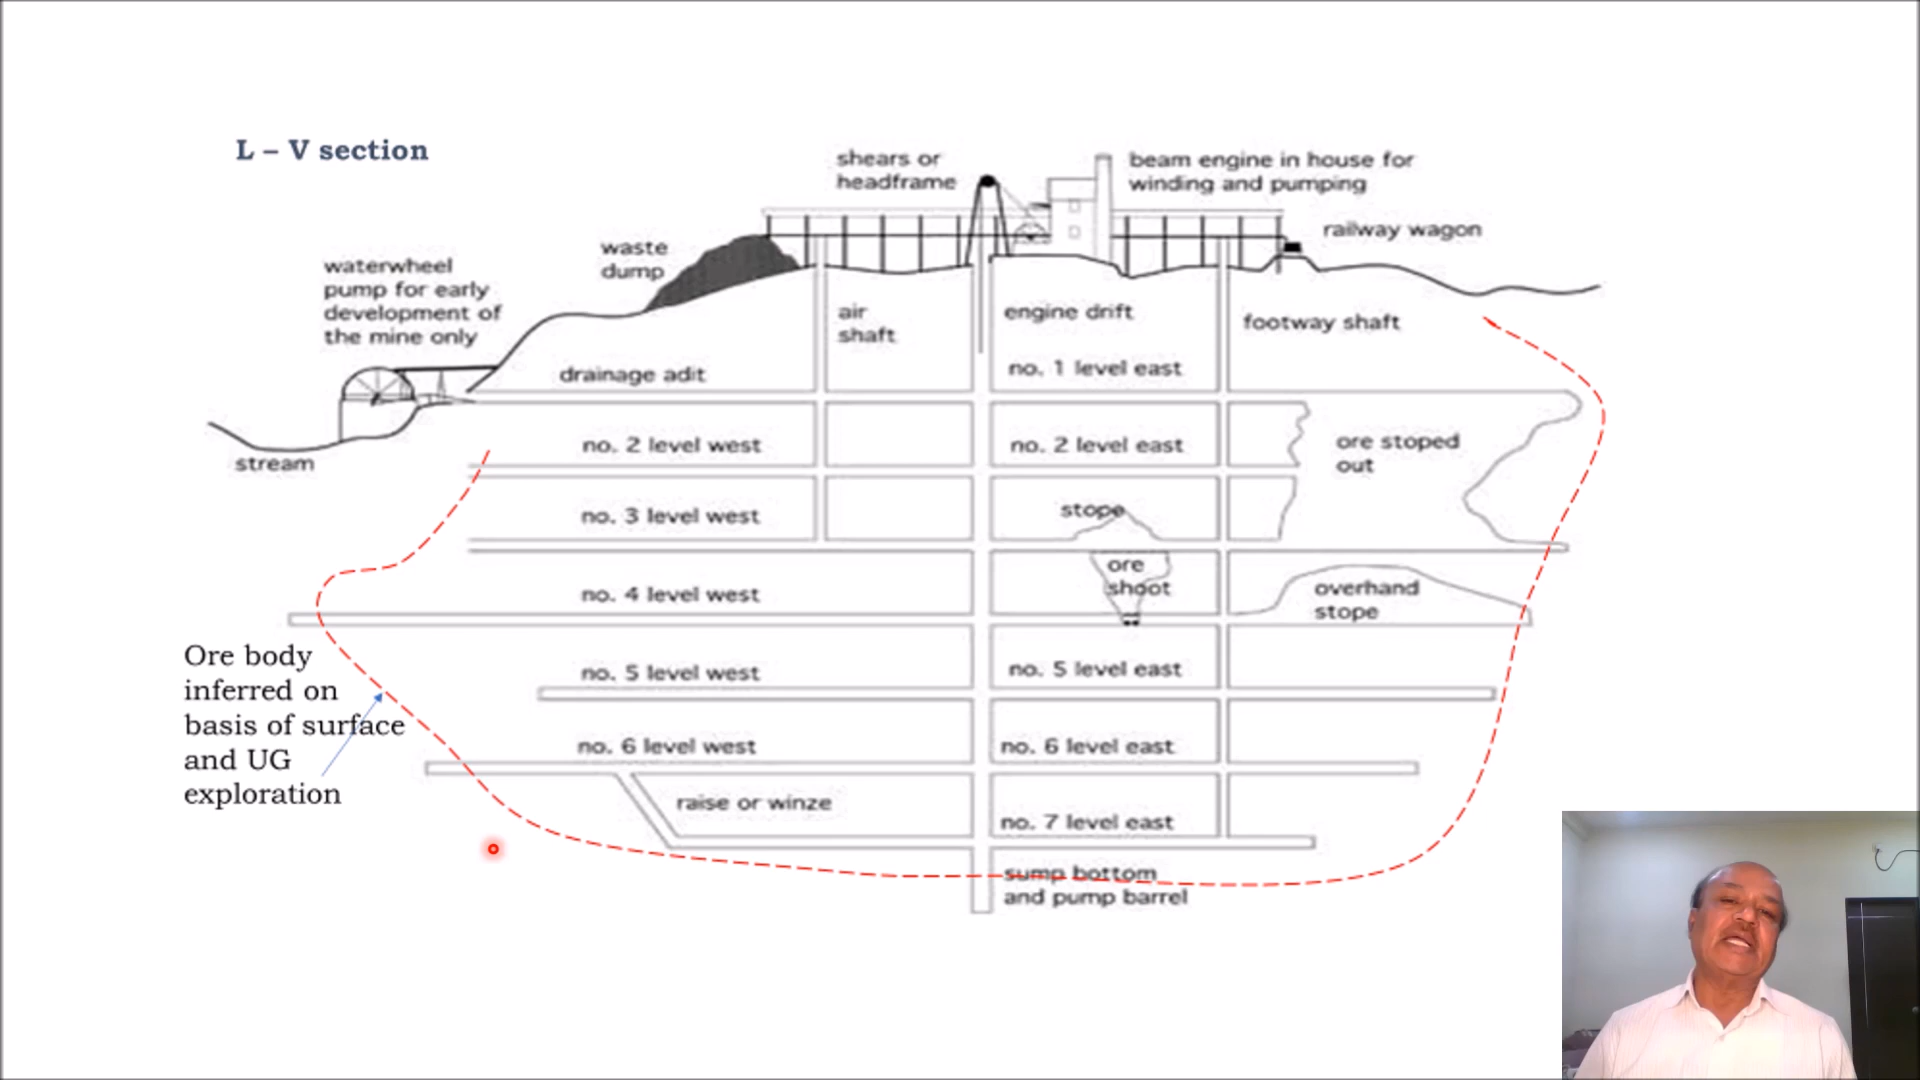 L – V section
shears or
headframe
beam engine in house for
winding and pumping
railway wagon
waste
dump
waterwheel
pump for early
development of
the mine only
air
shaft
engine drift
footway shaft
drainage adit
no. 1 level east
no. 2 level west
no. 2 level east
ore stoped
out
stream
no. 3 level west
stope
ore
shoot
no. 4 level west
overhand
stope
Ore body
inferred on
basis of surface
and UG
exploration
no. 5 level west
no. 5 level east
no. 6 level west
no. 6 level east
raise or winze
no. 7 level east
sump bottom
and pump barrel